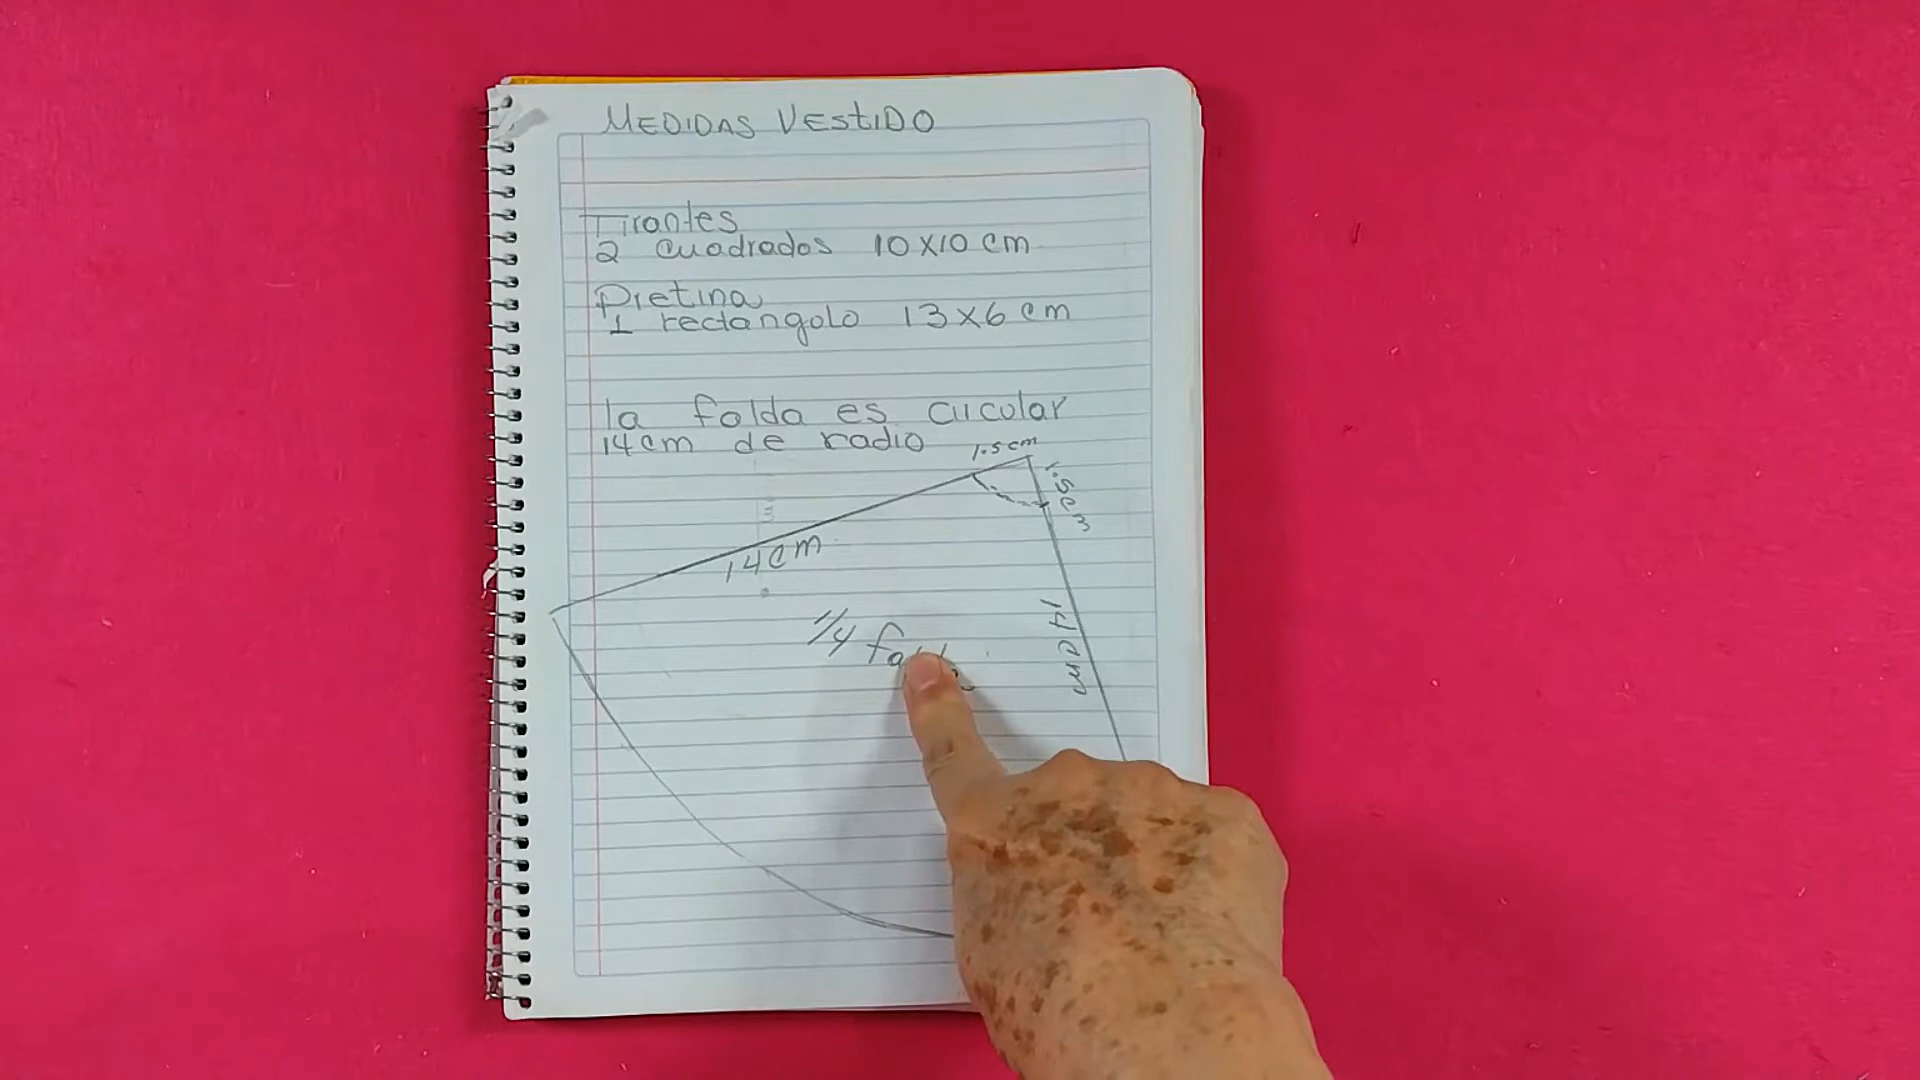 MEDIDAS VEStIDO
Tirantes
2 cuadrados 10x10 cm
Pretina
1 rectangolo 13x6 cm
la falda es circular
14cm de radio
1.5cm
1.5cm
14cm
14cm
1/4